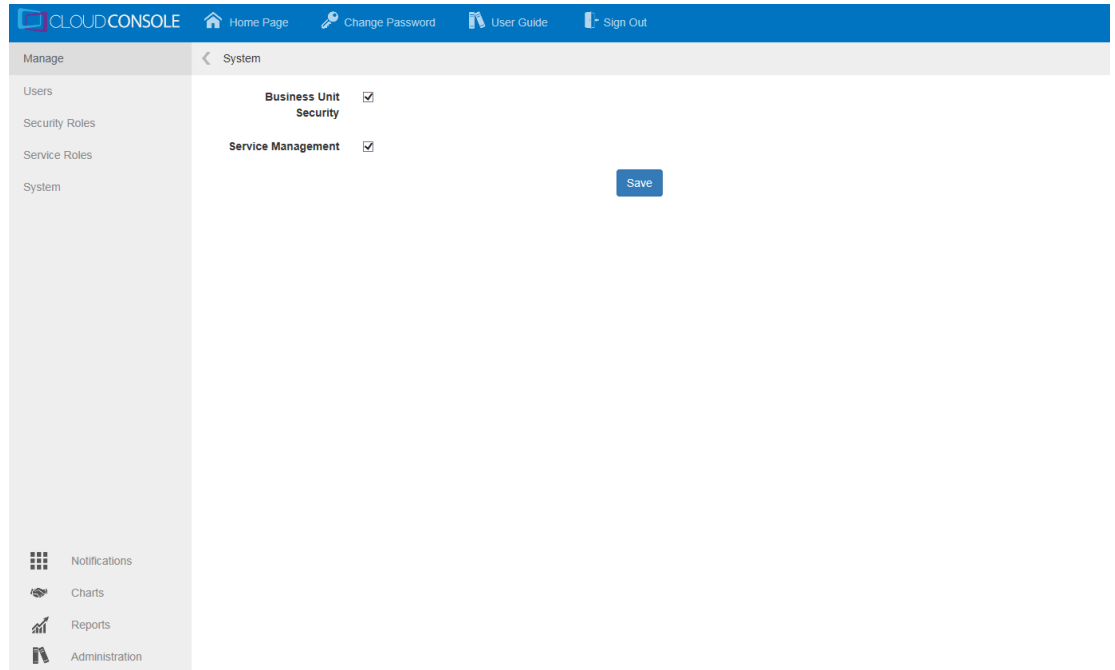 CLOUDCONSOLE Home Page Change Password User Guide Sign Out
Manage
Users
Security Roles
Service Roles
System
Notifications
Charts
Reports
Administration
System
Business Unit
Security
Service Management
Save